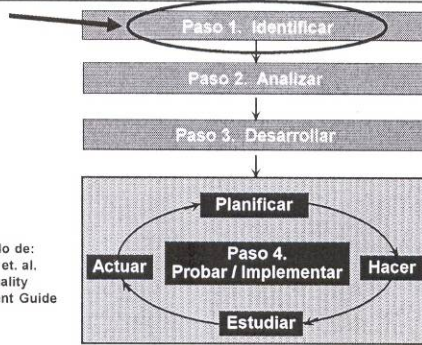 Paso 1. Identificar
Paso 2. Analizar
Paso 3. Desarrollar
Planificar
Actuar
Paso 4.
Probar / Implementar
Hacer
Estudiar
o de:
et. al.
ality
nt Guide